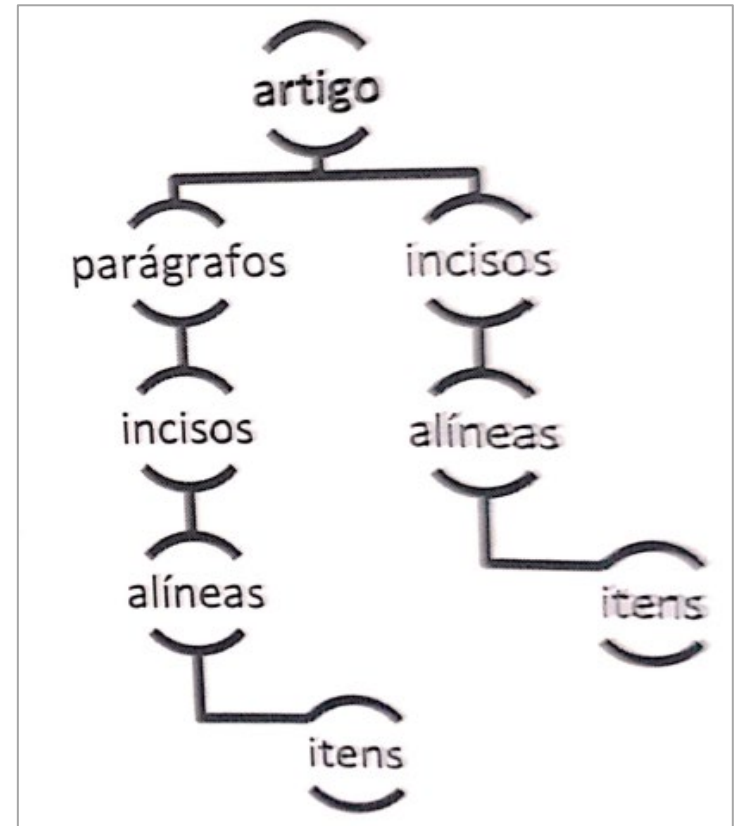 artigo
parágrafos incisos
incisos alíneas
alíneas itens
itens